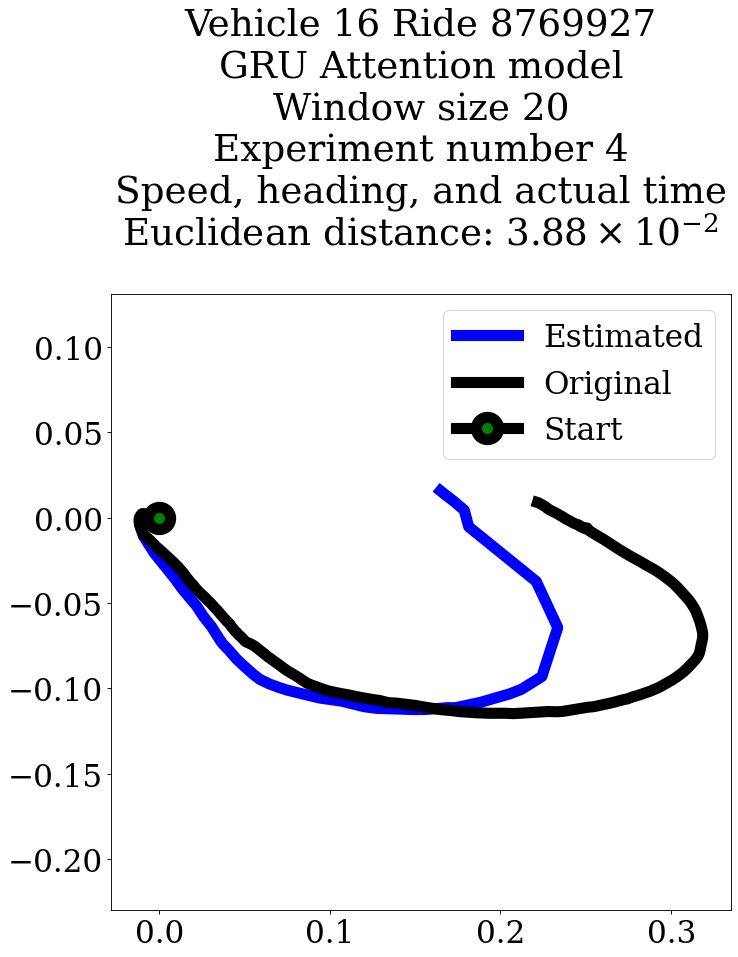 Vehicle 16 Ride 8769927
GRU Attention model
Window size 20
Experiment number 4
Speed, heading, and actual time
Euclidean distance: 3.88 × 10⁻²
Estimated
Original
Start
0.10
0.05
0.00
−0.05
−0.10
−0.15
−0.20
0.0 0.1 0.2 0.3